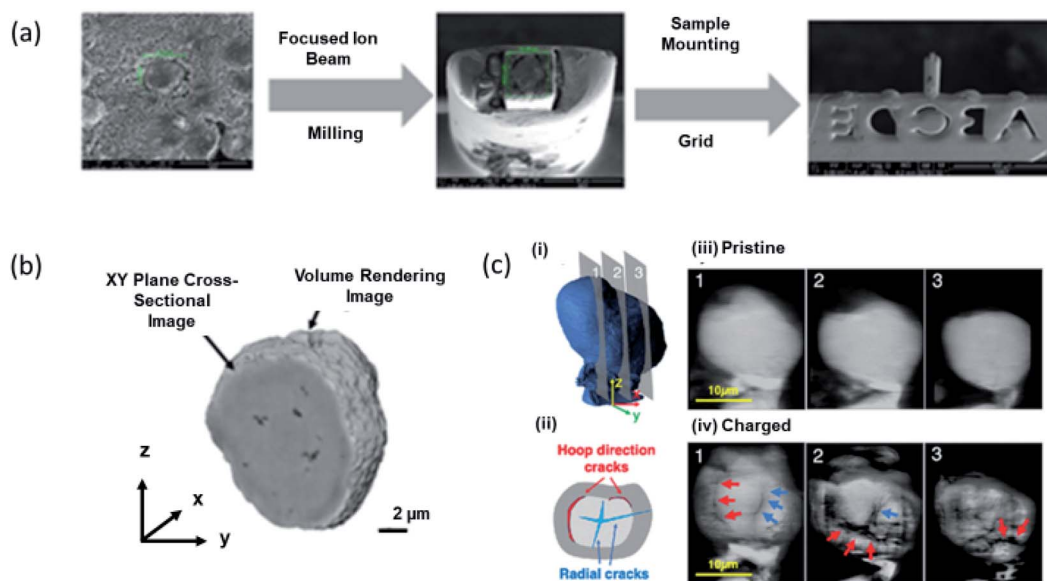 (a)
Focused Ion
Beam
Milling
Sample
Mounting
Grid
(b)
XY Plane Cross-
Sectional
Image
Volume Rendering
Image
z
x
y
2 µm
(c)
(i)
1 2 3
z
x
y
(ii)
Hoop direction
cracks
Radial cracks
(iii) Pristine
1 2 3
10µm
(iv) Charged
1 2 3
10µm